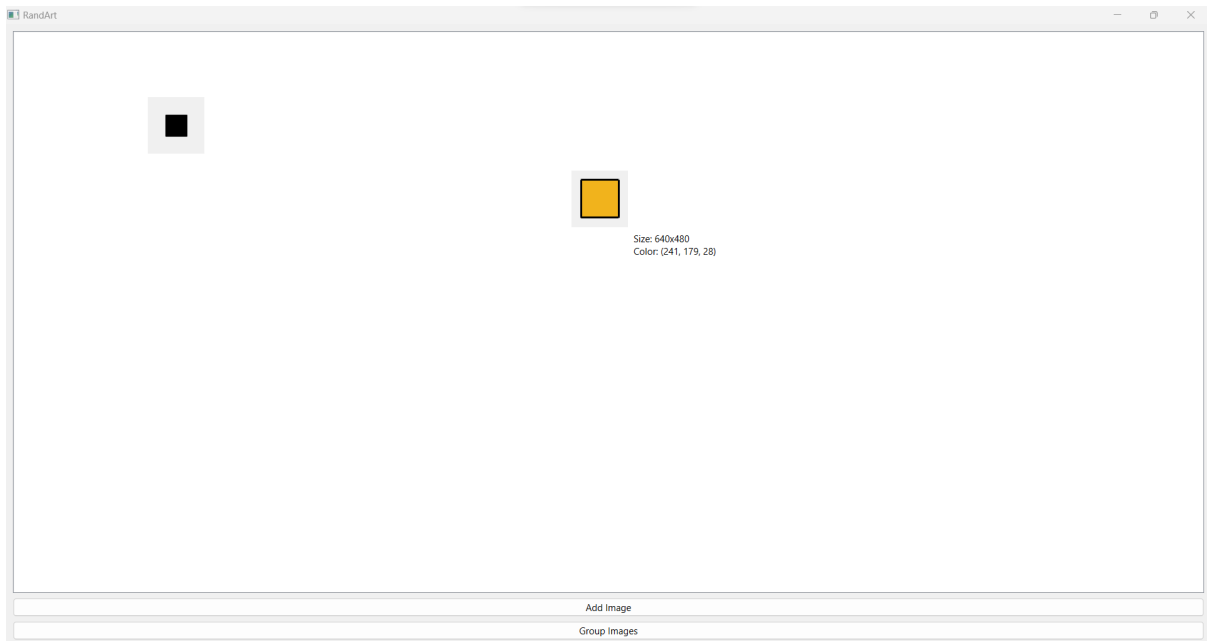 RandArt
Size: 640x480
Color: (241, 179, 28)
Add Image
Group Images